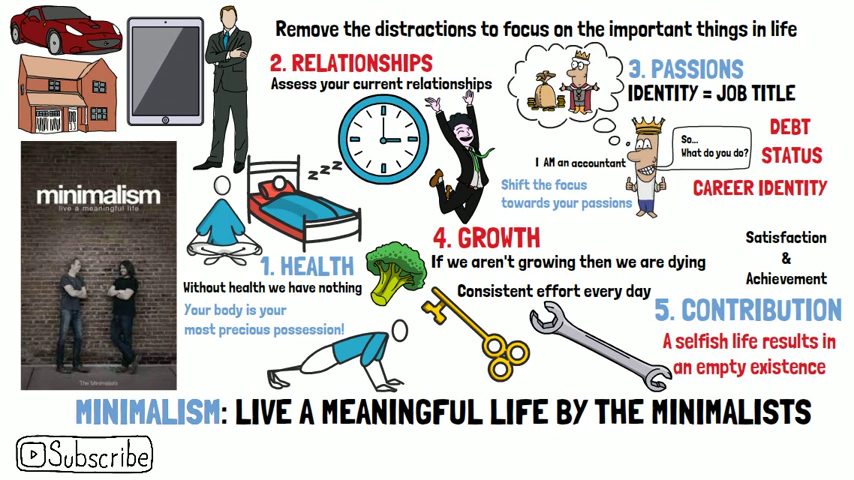 Remove the distractions to focus on the important things in life
2. RELATIONSHIPS
Assess your current relationships
3. PASSIONS
IDENTITY = JOB TITLE
DEBT
STATUS
CAREER IDENTITY
So...
What do you do?
I AM an accountant
Shift the focus
towards your passions
minimalism
live a meaningful life
The Minimalists
zzz
1. HEALTH
Without health we have nothing
Your body is your
most precious possession!
4. GROWTH
If we aren't growing then we are dying
Consistent effort every day
Satisfaction
&
Achievement
5. CONTRIBUTION
A selfish life results in
an empty existence
MINIMALISM: LIVE A MEANINGFUL LIFE BY THE MINIMALISTS
Subscribe